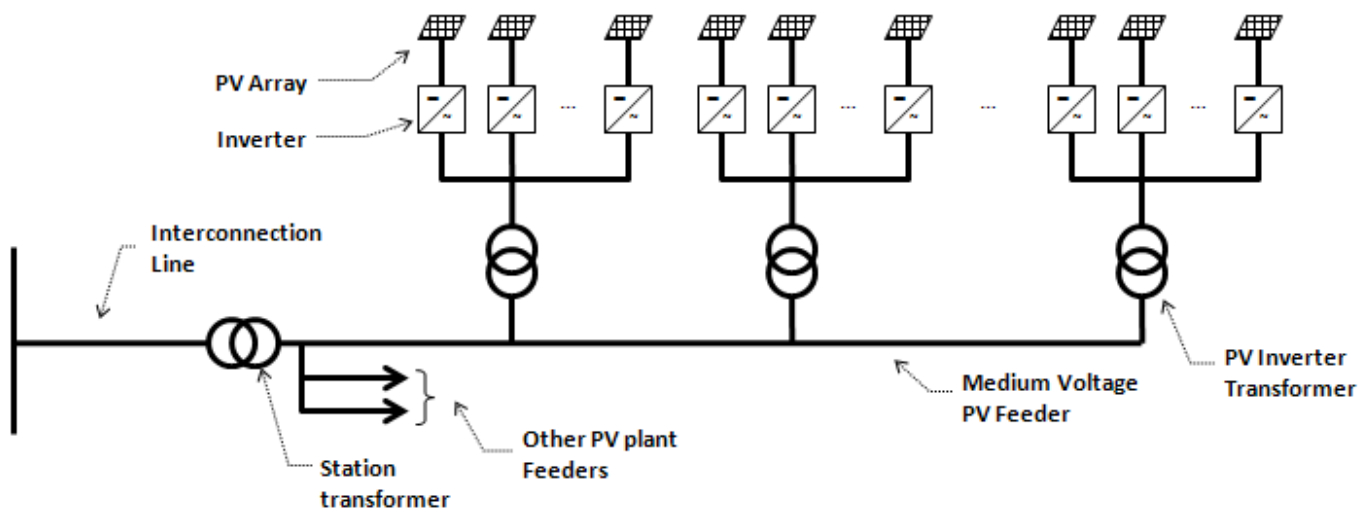 PV Array
...
...
...
...
...
Inverter
Interconnection
Line
PV Inverter
Transformer
Medium Voltage
PV Feeder
Other PV plant
Feeders
Station
transformer